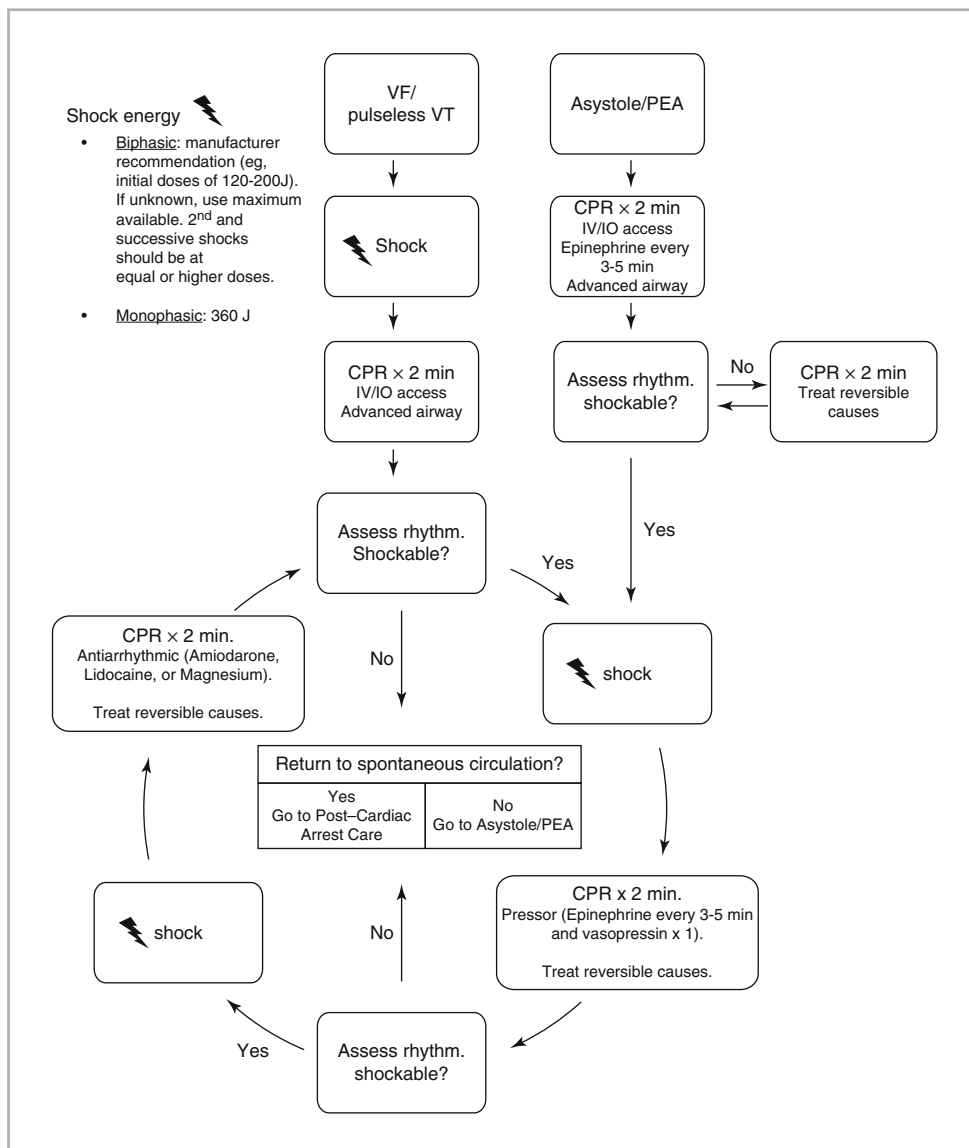 Shock energy
• Biphasic: manufacturer
recommendation (eg,
initial doses of 120-200J).
If unknown, use maximum
available. 2nd and
successive shocks
should be at
equal or higher doses.
• Monophasic: 360 J
VF/
pulseless VT
Asystole/PEA
Shock
CPR × 2 min
IV/IO access
Epinephrine every
3-5 min
Advanced airway
CPR × 2 min
IV/IO access
Advanced airway
Assess rhythm.
shockable?
No
CPR × 2 min
Treat reversible
causes
Assess rhythm.
Shockable?
Yes
Yes
No
CPR × 2 min.
Antiarrhythmic (Amiodarone,
Lidocaine, or Magnesium).
Treat reversible causes.
shock
Return to spontaneous circulation?
Yes
Go to Post–Cardiac
Arrest Care
No
Go to Asystole/PEA
shock
No
CPR x 2 min.
Pressor (Epinephrine every 3-5 min
and vasopressin x 1).
Treat reversible causes.
Yes
Assess rhythm.
shockable?